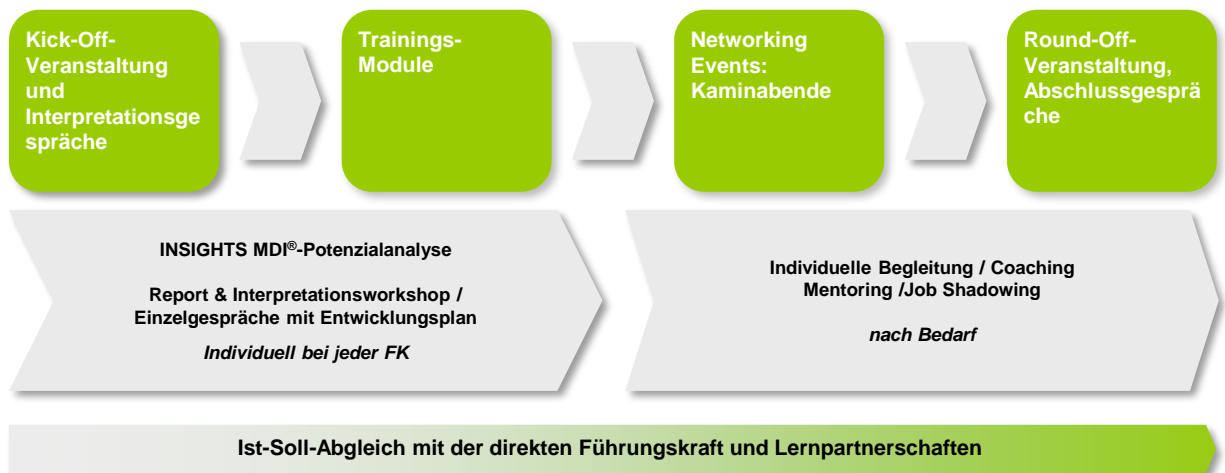 Kick-Off-
Veranstaltung
und
Interpretationsge
spräche
Trainings-
Module
Networking
Events:
Kaminabende
Round-Off-
Veranstaltung,
Abschlussgesprä
che
INSIGHTS MDI®-Potenzialanalyse
Report & Interpretationsworkshop /
Einzelgespräche mit Entwicklungsplan
Individuell bei jeder FK
Individuelle Begleitung / Coaching
Mentoring /Job Shadowing
nach Bedarf
Ist-Soll-Abgleich mit der direkten Führungskraft und Lernpartnerschaften